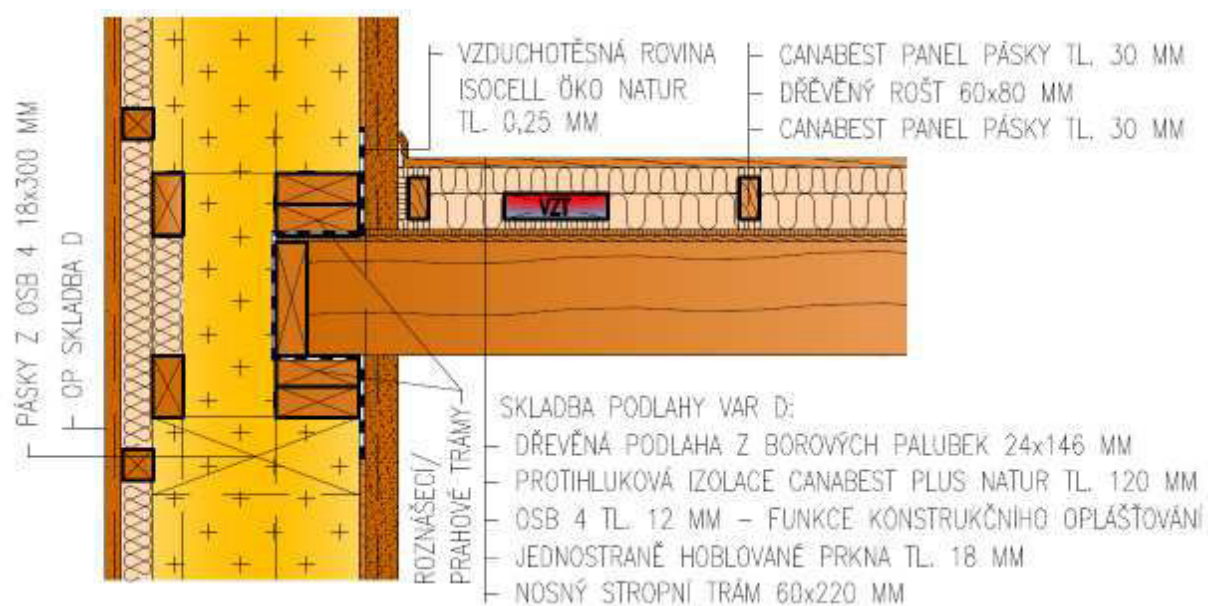 VZDUCHOTĚSNÁ ROVINA
ISOCELL ÖKO NATUR
TL. 0,25 MM
CANABEST PANEL PÁSKY TL. 30 MM
DŘĚVĚNÝ ROŠT 60x80 MM
CANABEST PANEL PÁSKY TL. 30 MM
PÁSKY Z OSB 4 18x300 MM
OP SKLADBA D
VZT
ROZNÁŠECÍ/
PRAHOVÉ TRÁMY
SKLADBA PODLAHY VAR D:
DŘEVĚNÁ PODLAHA Z BOROVÝCH PALUBEK 24x146 MM
PROTIHLUKOVÁ IZOLACE CANABEST PLUS NATUR TL. 120 MM
OSB 4 TL. 12 MM – FUNKCE KONSTRUKČNÍHO OPLÁŠŤOVÁNÍ
JEDNOSTRANĚ HOBLOVANÉ PRKNA TL. 18 MM
NOSNÝ STROPNÍ TRÁM 60x220 MM